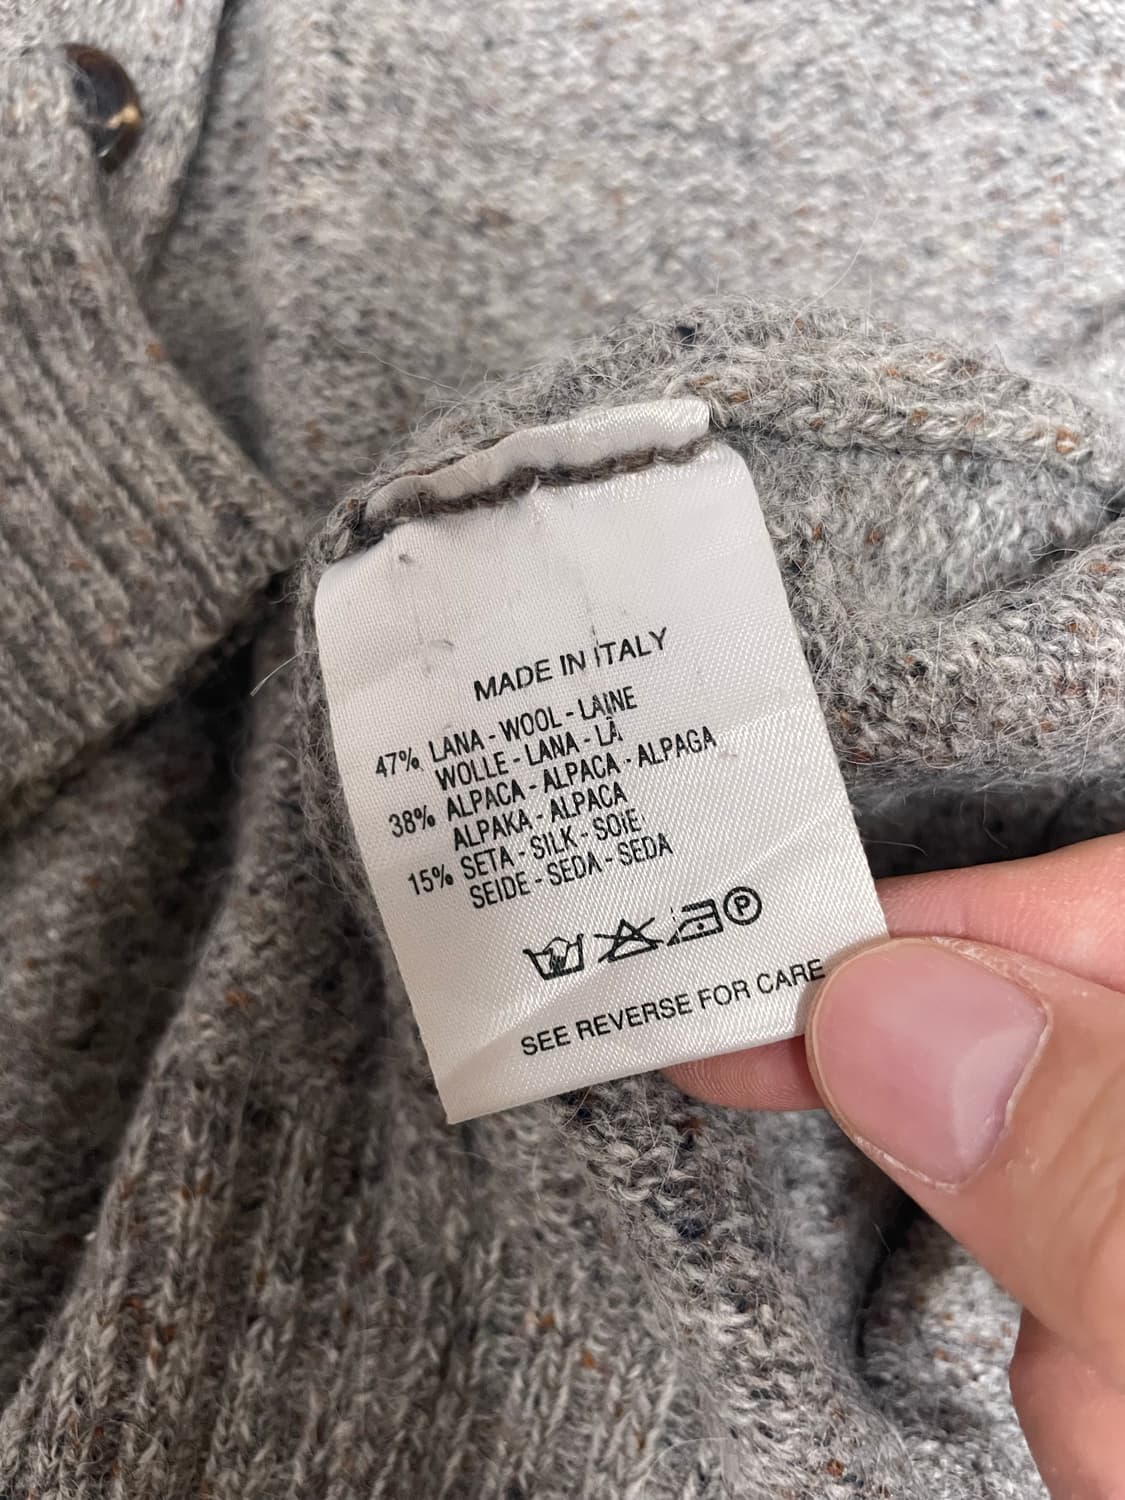 MADE IN ITALY
47% LANA - WOOL - LAINE
WOLLE - LANA - LÃ
38% ALPACA - ALPACA - ALPAGA
ALPAKA - ALPACA
15% SETA - SILK - SOIE
SEIDE - SEDA - SEDA
P
SEE REVERSE FOR CARE